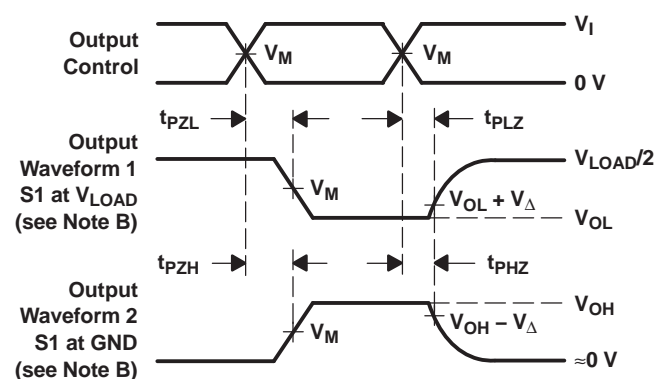 Output
Control
V_M
V_M
V_I
0 V
t_PZL
t_PLZ
Output
Waveform 1
S1 at V_LOAD
(see Note B)
V_M
V_LOAD/2
V_OL + V_Δ
V_OL
t_PZH
t_PHZ
Output
Waveform 2
S1 at GND
(see Note B)
V_M
V_OH
V_OH − V_Δ
≈0 V